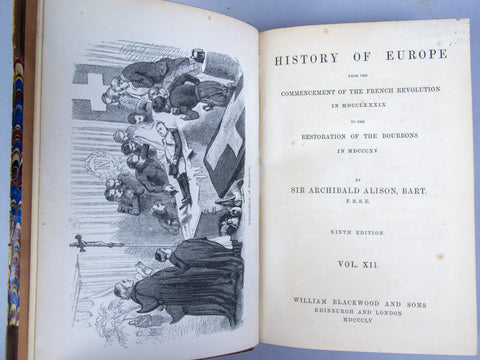 HISTORY OF EUROPE
FROM THE
COMMENCEMENT OF THE FRENCH REVOLUTION
IN MDCCLXXXIX
TO THE
RESTORATION OF THE BOURBONS
IN MDCCCXV
BY
SIR ARCHIBALD ALISON, BART.
F.R.S.E.
NINTH EDITION.
VOL. XII.
WILLIAM BLACKWOOD AND SONS
EDINBURGH AND LONDON
MDCCCLV